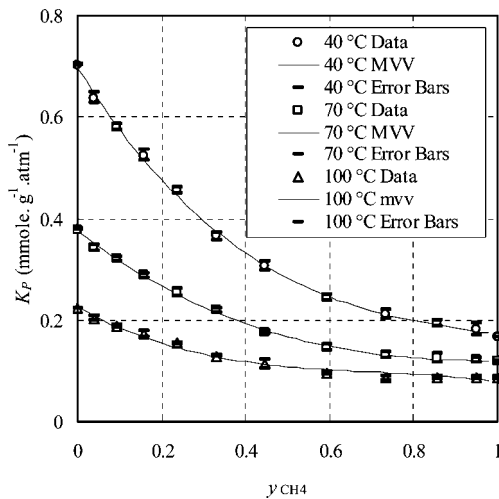 0.8
0.6
0.4
0.2
0
K_P (mmole. g⁻¹.atm⁻¹)
40 °C Data
40 °C MVV
40 °C Error Bars
70 °C Data
70 °C MVV
70 °C Error Bars
100 °C Data
100 °C mvv
100 °C Error Bars
0 0.2 0.4 0.6 0.8 1
y CH4